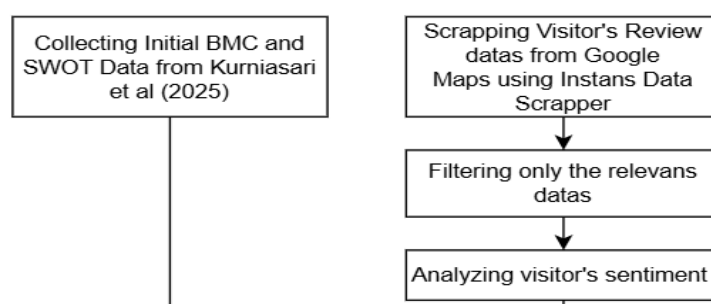 Collecting Initial BMC and
SWOT Data from Kurniasari
et al (2025)
Scrapping Visitor's Review
datas from Google
Maps using Instans Data
Scrapper
Filtering only the relevans
datas
Analyzing visitor's sentiment